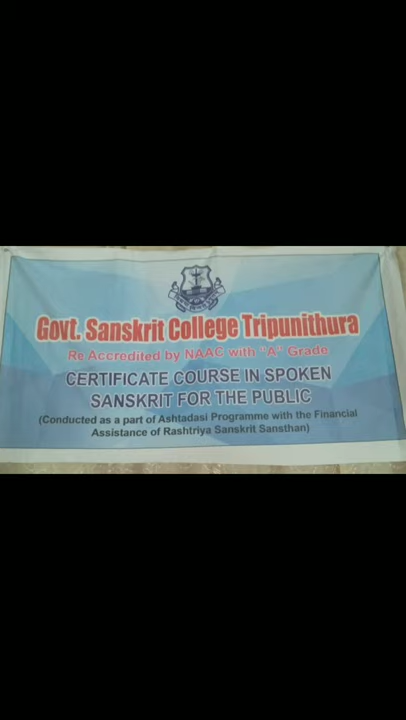 Govt. Sanskrit College Tripunithura
Re Accredited by NAAC with "A" Grade
CERTIFICATE COURSE IN SPOKEN
SANSKRIT FOR THE PUBLIC
(Conducted as a part of Ashtadasi Programme with the Financial
Assistance of Rashtriya Sanskrit Sansthan)